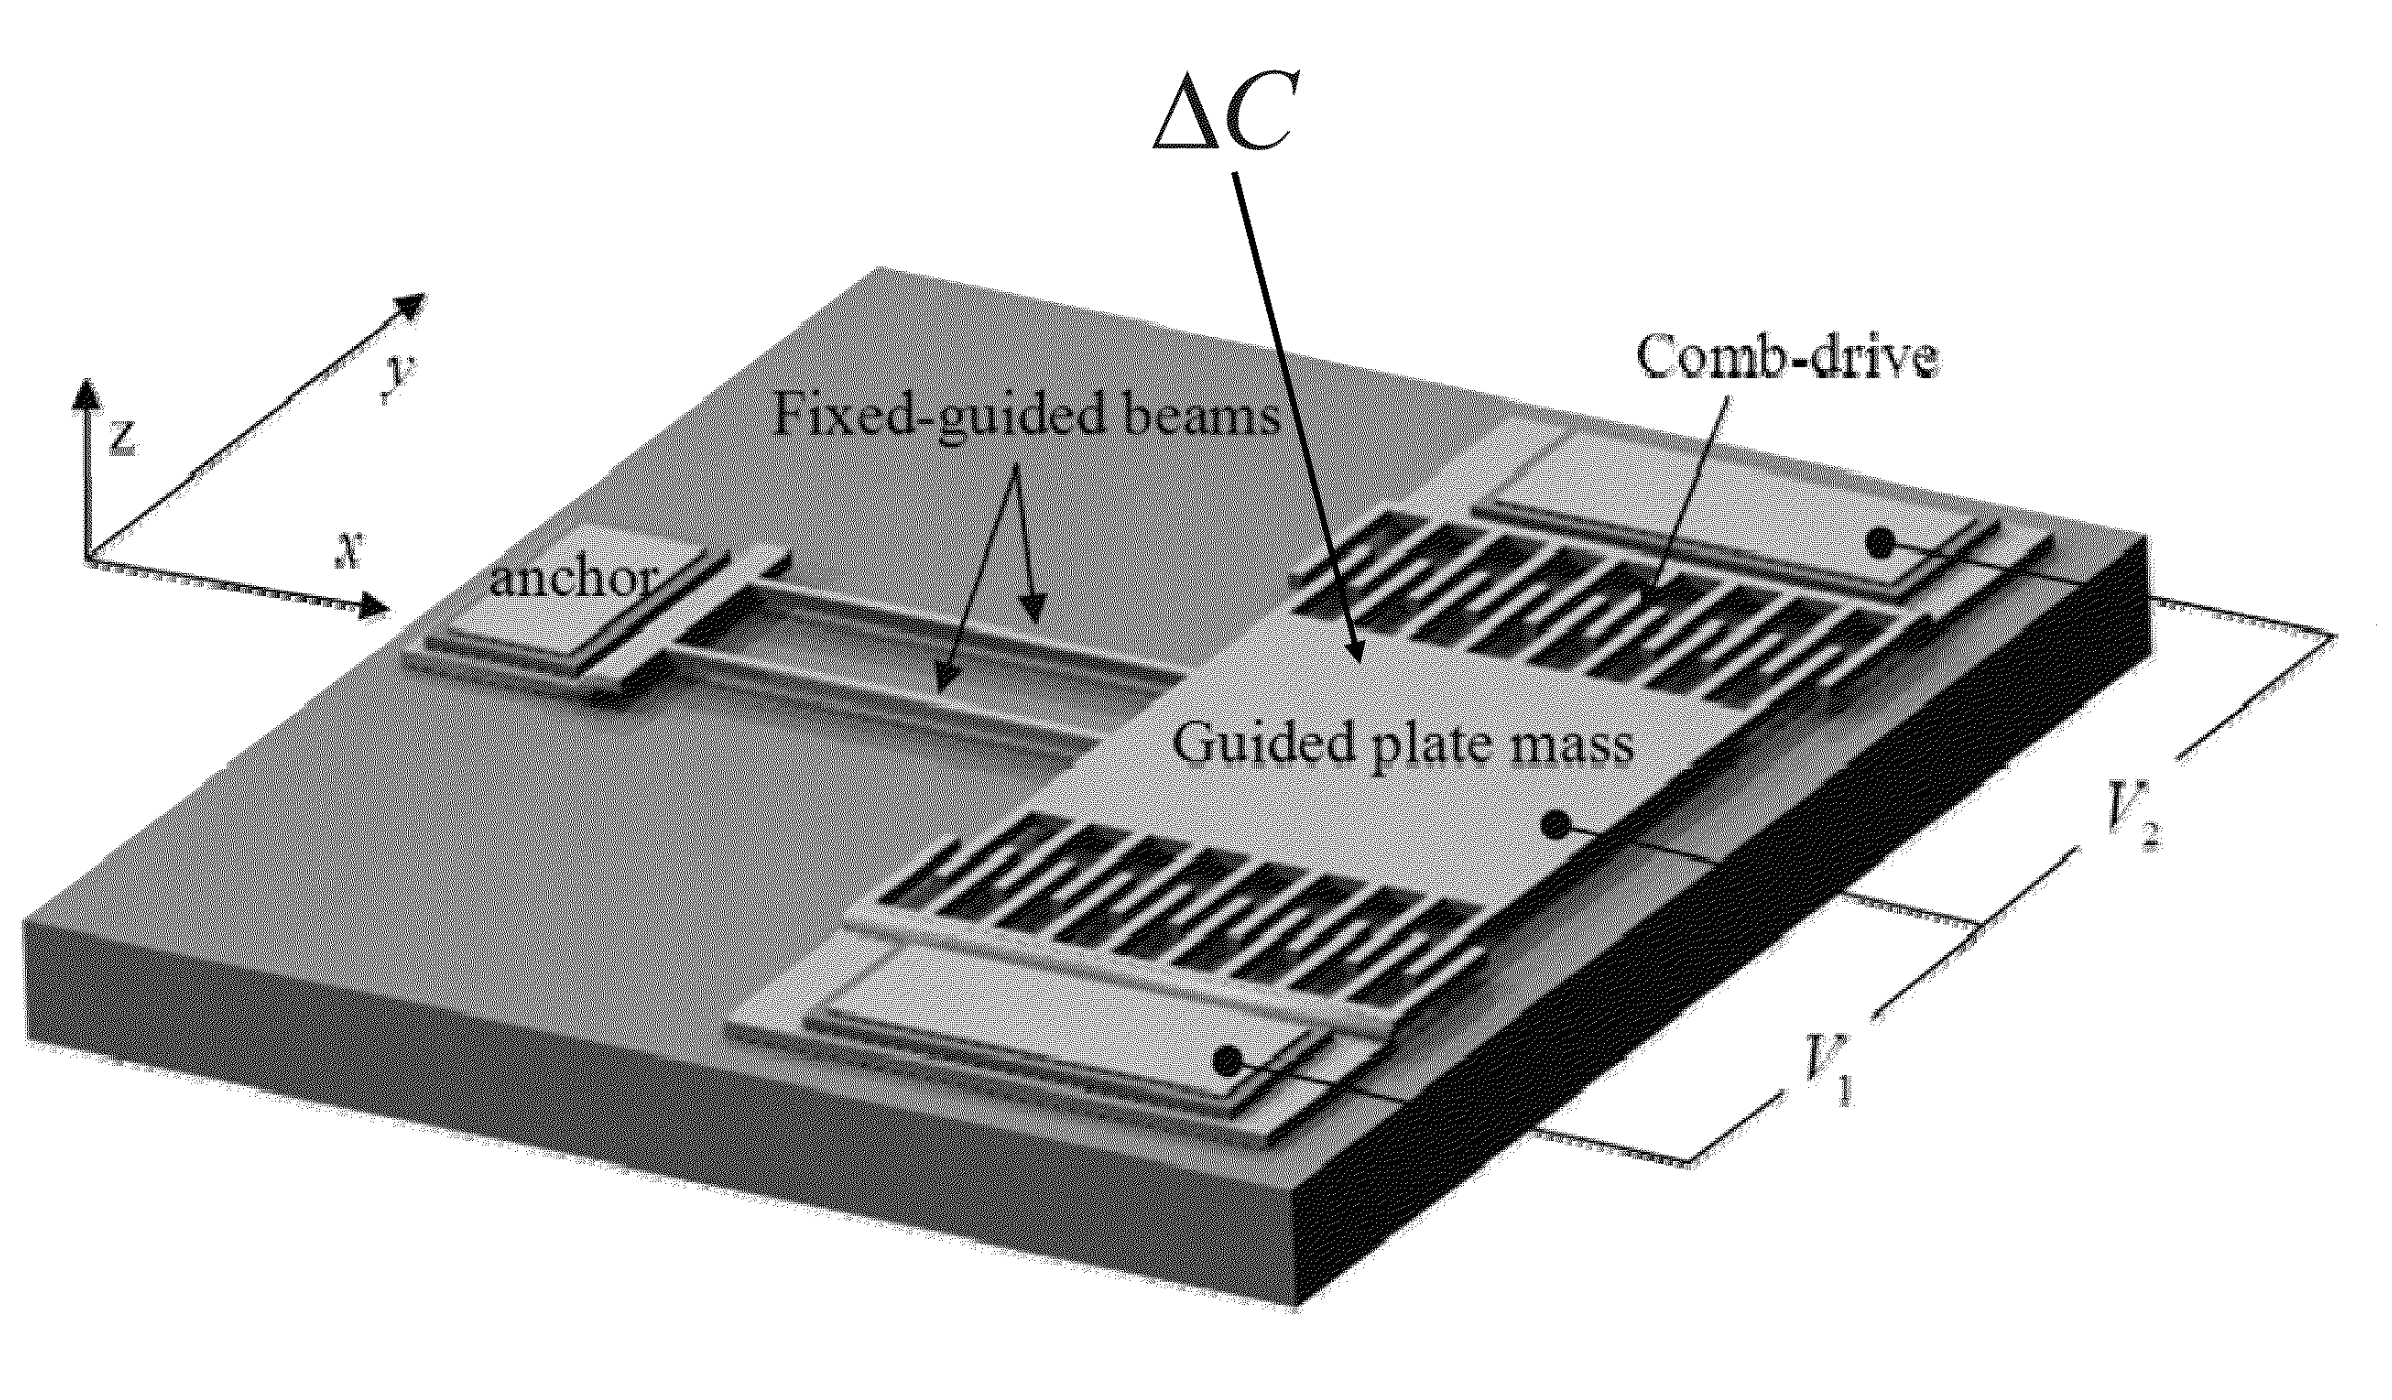 ΔC
Comb-drive
Fixed-guided beams
y
z
x
anchor
Guided plate mass
V2
V1